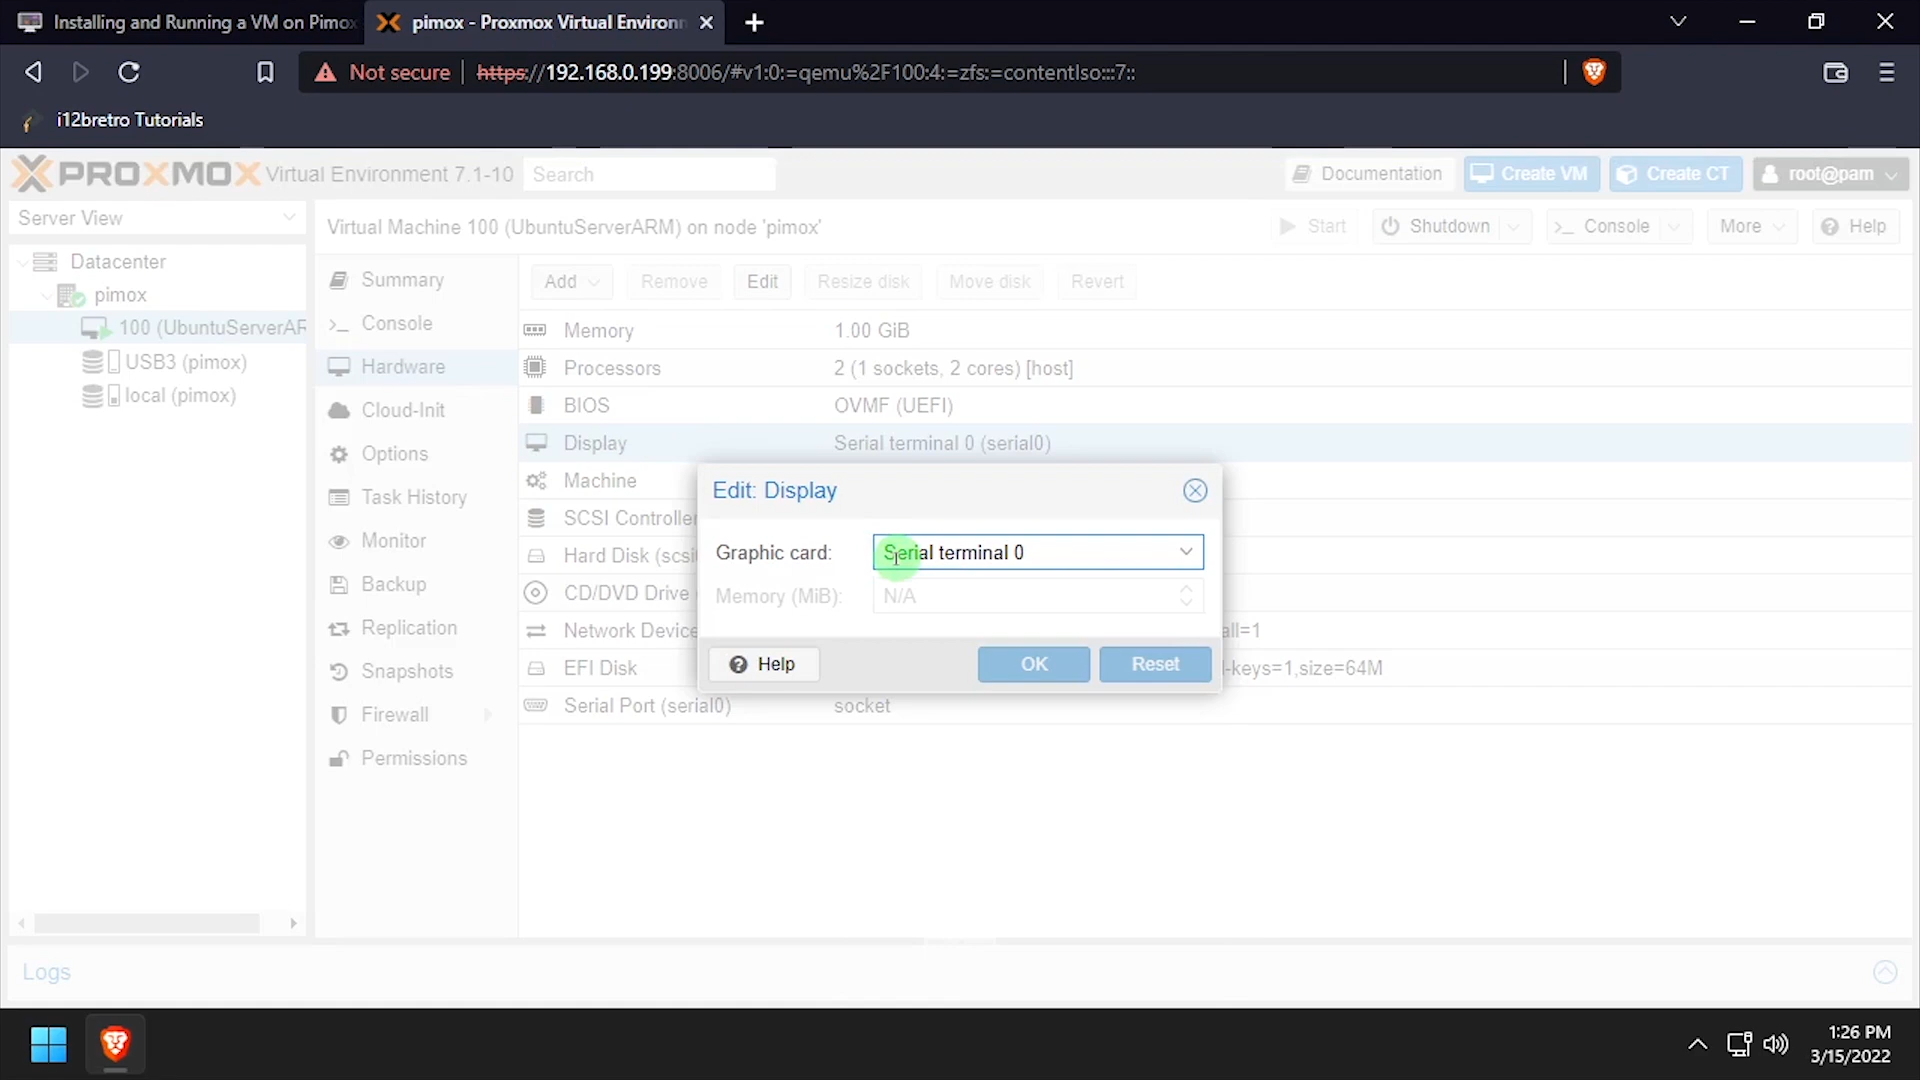 Installing and Running a VM on Pimox
pimox - Proxmox Virtual Environm
Not secure
https://192.168.0.199:8006/#v1:0:=qemu%2F100:4:=zfs:=contentIso:::7::
i12bretro Tutorials
PROXMOX Virtual Environment 7.1-10
Search
Documentation
Create VM
Create CT
root@pam
Server View
Virtual Machine 100 (UbuntuServerARM) on node 'pimox'
Start
Shutdown
Console
More
Help
Datacenter
pimox
100 (UbuntuServerAR
USB3 (pimox)
local (pimox)
Summary
Console
Hardware
Cloud-Init
Options
Task History
Monitor
Backup
Replication
Snapshots
Firewall
Permissions
Add
Remove
Edit
Resize disk
Move disk
Revert
Memory 1.00 GiB
Processors 2 (1 sockets, 2 cores) [host]
BIOS OVMF (UEFI)
Display Serial terminal 0 (serial0)
Machine
SCSI Controller
Hard Disk (scsi
CD/DVD Drive
Network Device all=1
EFI Disk -keys=1,size=64M
Serial Port (serial0) socket
Edit: Display
Graphic card: Serial terminal 0
Memory (MiB): N/A
Help
OK
Reset
Logs
1:26 PM
3/15/2022